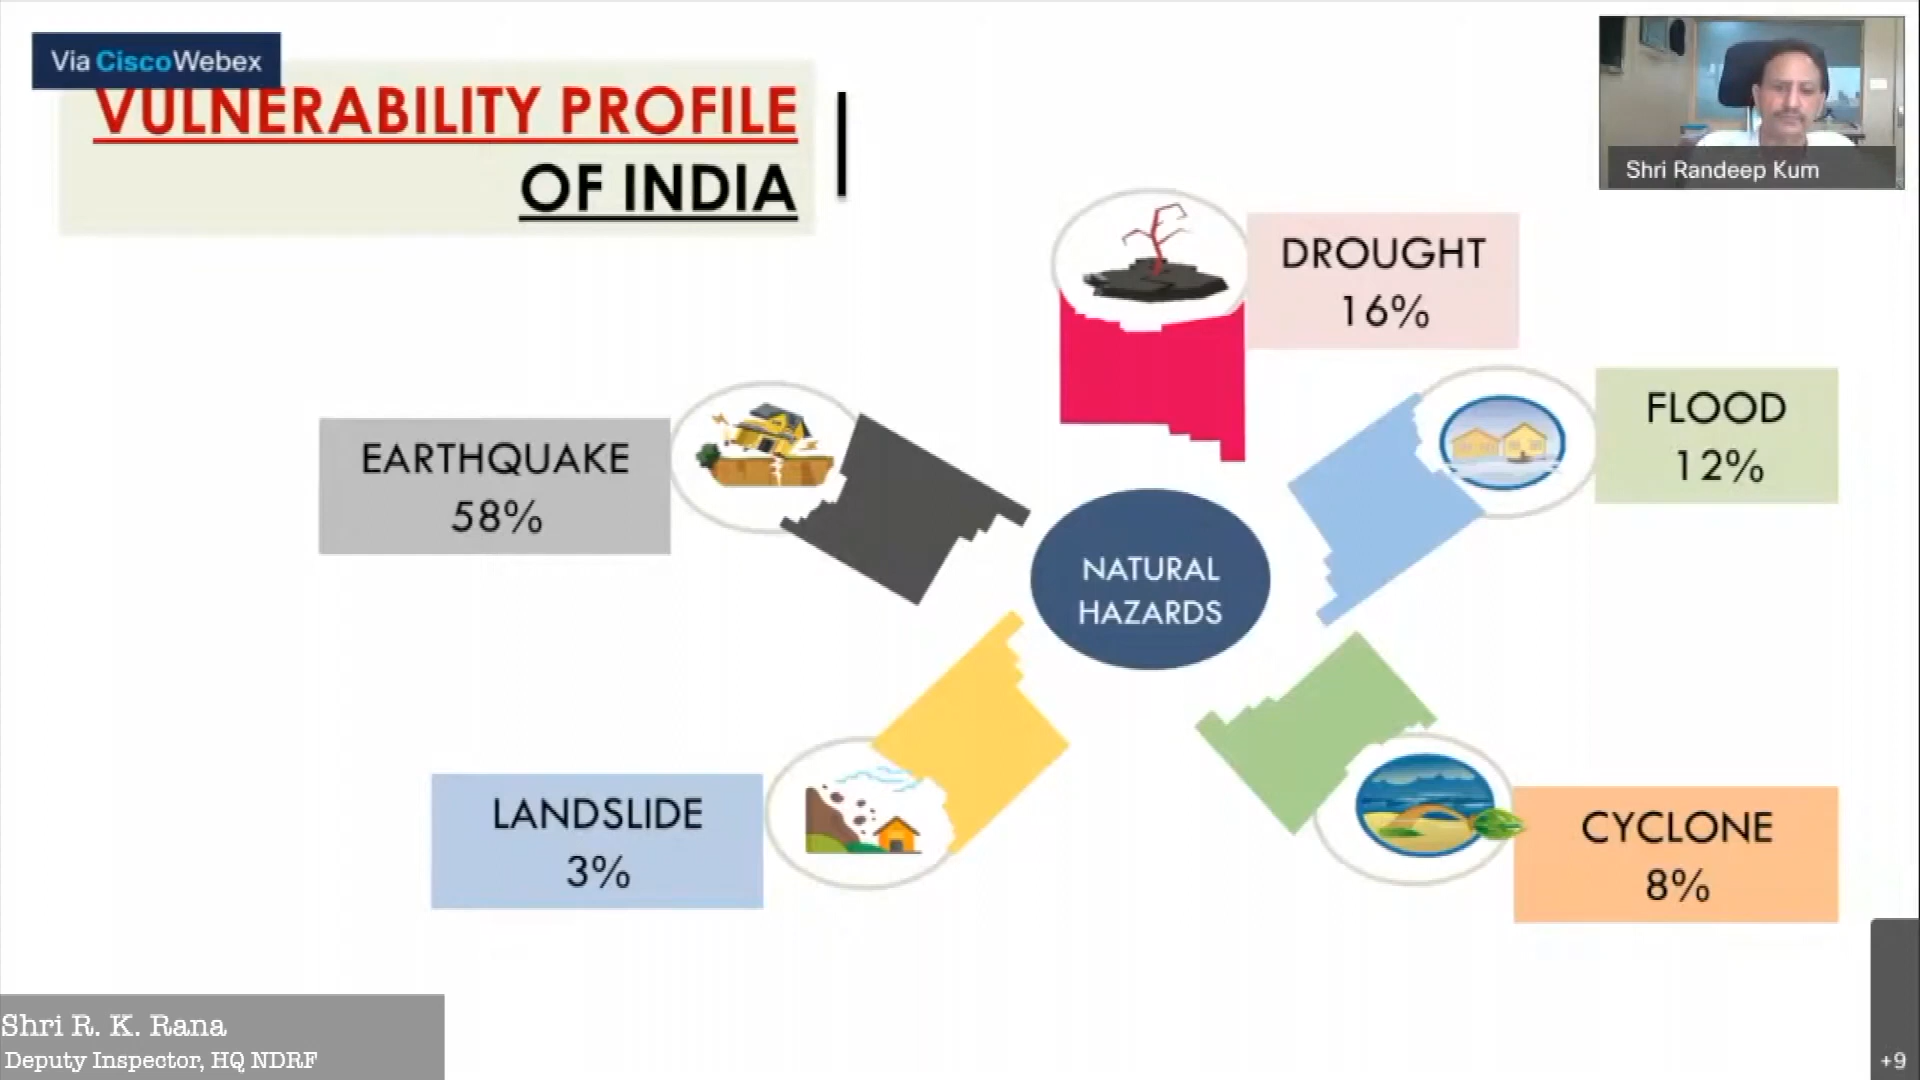 Via CiscoWebex
VULNERABILITY PROFILE
OF INDIA
Shri Randeep Kum
DROUGHT
16%
FLOOD
12%
EARTHQUAKE
58%
NATURAL
HAZARDS
LANDSLIDE
3%
CYCLONE
8%
Shri R. K. Rana
Deputy Inspector, HQ NDRF
+9